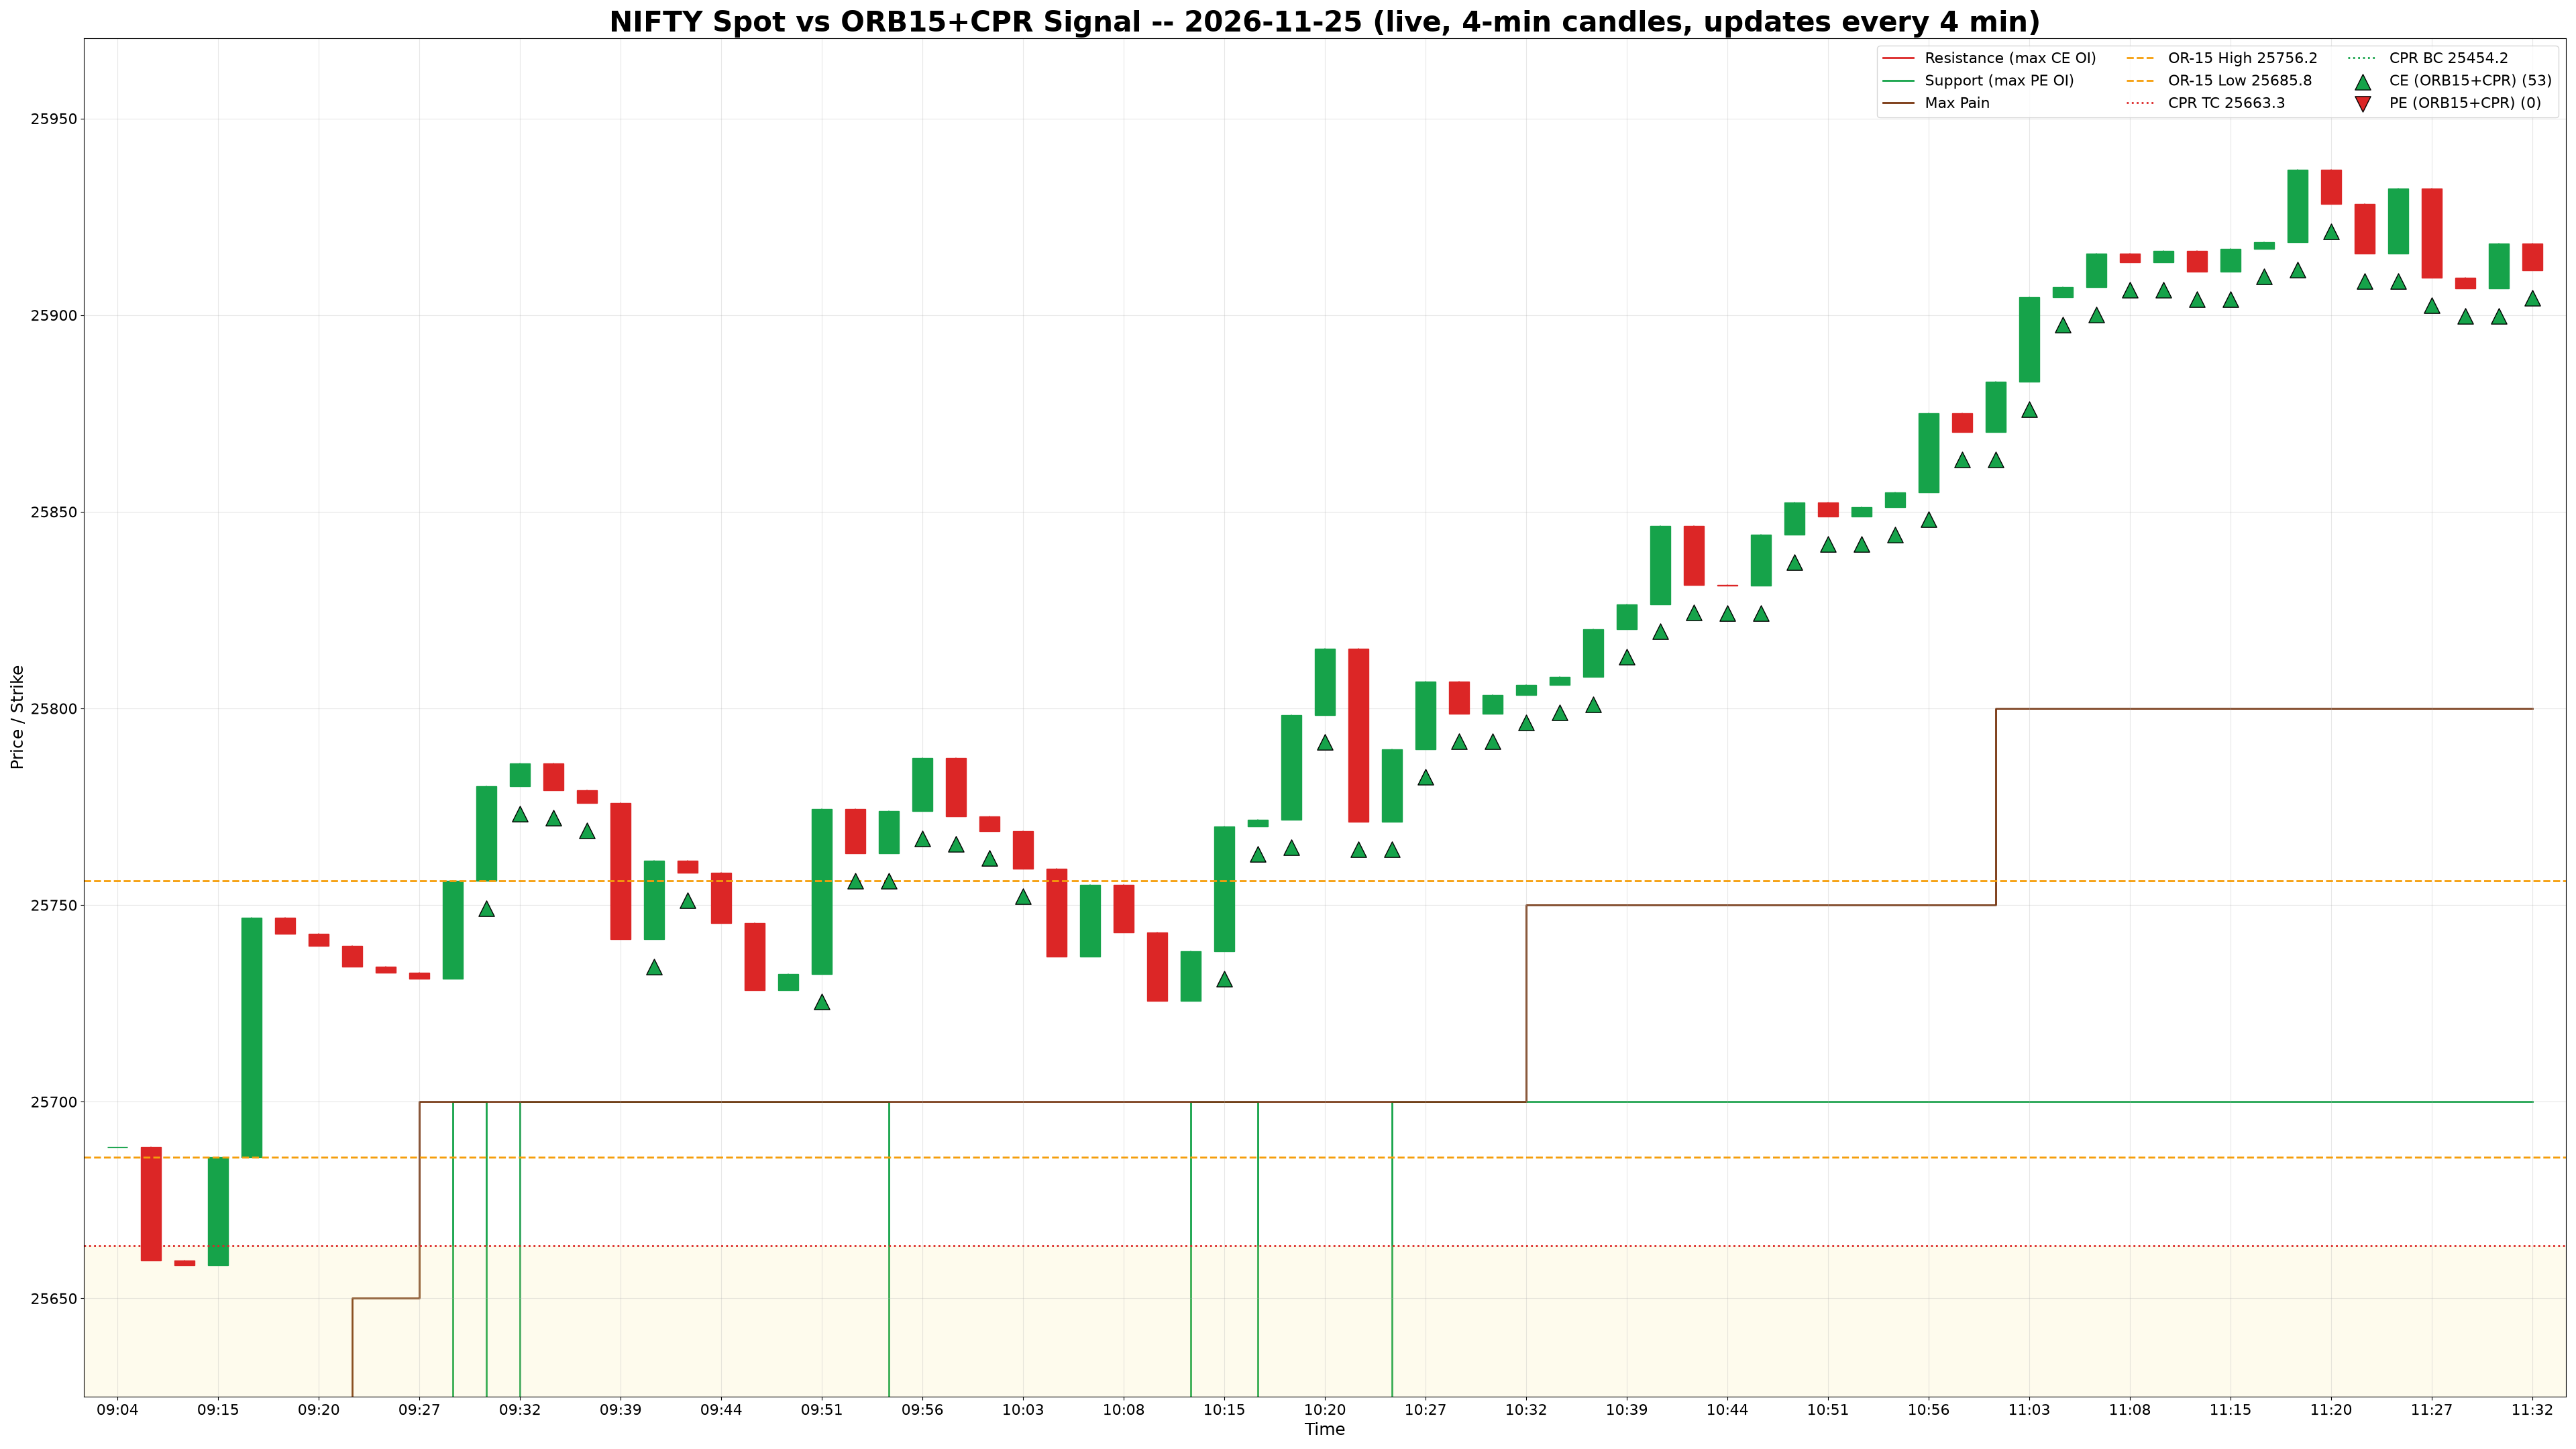 NIFTY Spot vs ORB15+CPR Signal -- 2026-11-25 (live, 4-min candles, updates every 4 min)
Resistance (max CE OI)
Support (max PE OI)
Max Pain
OR-15 High 25756.2
OR-15 Low 25685.8
CPR TC 25663.3
CPR BC 25454.2
CE (ORB15+CPR) (53)
PE (ORB15+CPR) (0)
Price / Strike
25950
25900
25850
25800
25750
25700
25650
09:04 09:15 09:20 09:27 09:32 09:39 09:44 09:51 09:56 10:03 10:08 10:15 10:20 10:27 10:32 10:39 10:44 10:51 10:56 11:03 11:08 11:15 11:20 11:27 11:32
Time